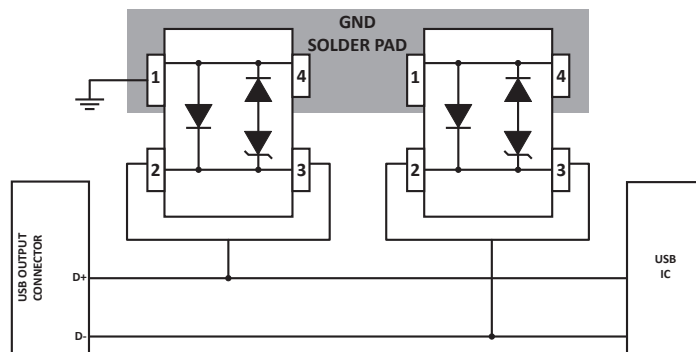 GND
SOLDER PAD
1
4
1
4
2
3
2
3
USB OUTPUT
CONNECTOR
D+
D-
USB
IC